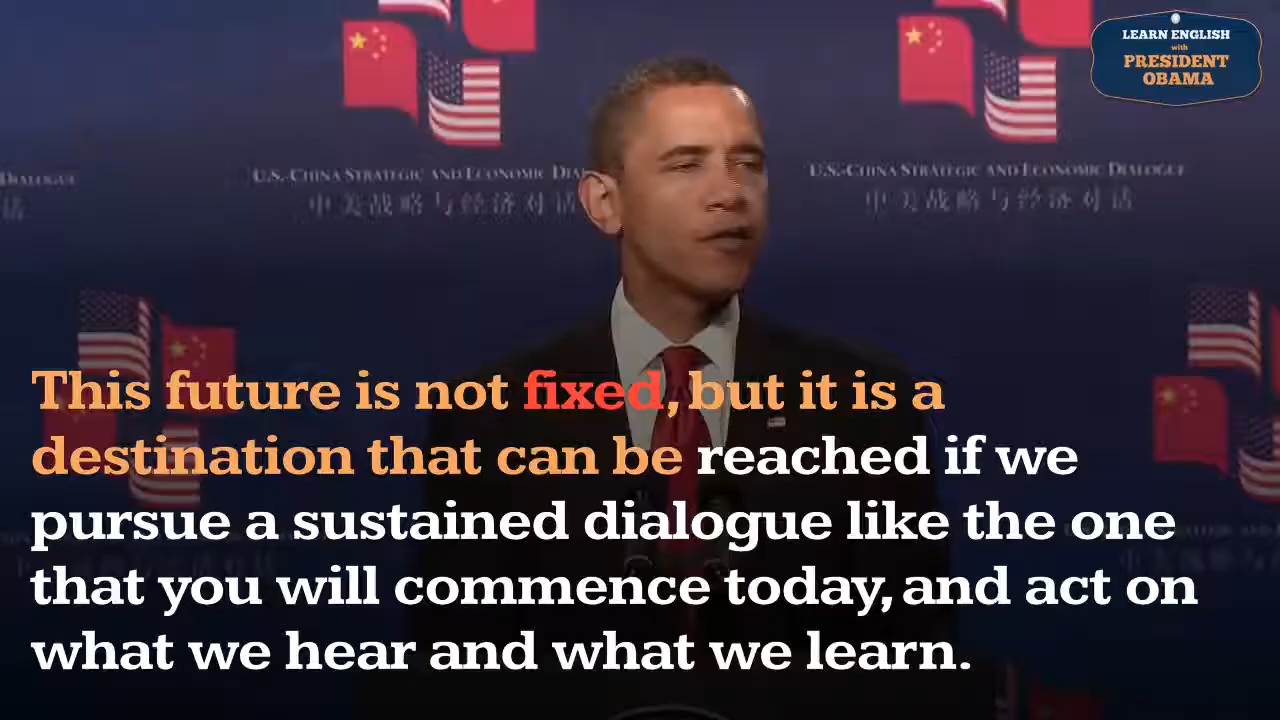 LEARN ENGLISH
with
PRESIDENT
OBAMA
U.S.-CHINA STRATEGIC AND ECONOMIC
中美战略与经济对话
U.S.-CHINA STRATEGIC AND ECONOMIC DIALOGUE
中美战略与经济对话
DIALOGUE
话
This future is not fixed, but it is a
destination that can be reached if we
pursue a sustained dialogue like the one
that you will commence today, and act on
what we hear and what we learn.